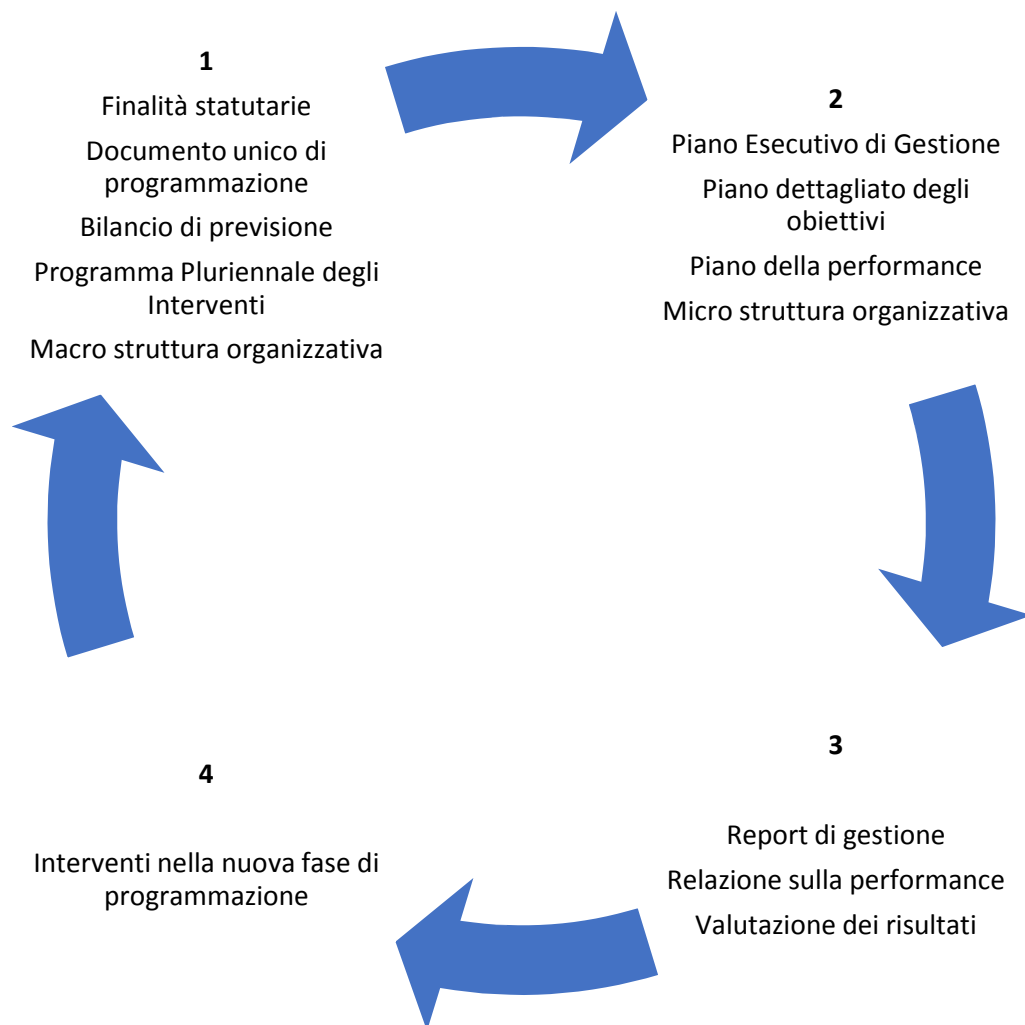 1
Finalità statutarie
Documento unico di
programmazione
Bilancio di previsione
Programma Pluriennale degli
Interventi
Macro struttura organizzativa
2
Piano Esecutivo di Gestione
Piano dettagliato degli
obiettivi
Piano della performance
Micro struttura organizzativa
3
Report di gestione
Relazione sulla performance
Valutazione dei risultati
4
Interventi nella nuova fase di
programmazione